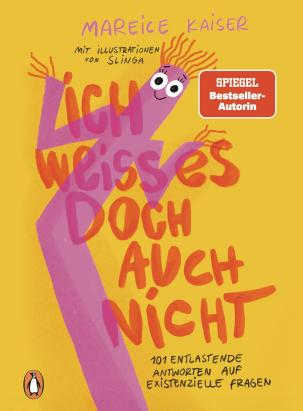 MAREICE KAISER
MIT ILLUSTRATIONEN
VON SLINGA
SPIEGEL
Bestseller-
Autorin
ICH
WEISS ES
DOCH
AUCH
NICHT
101 ENTLASTENDE
ANTWORTEN AUF
EXISTENZIELLE FRAGEN